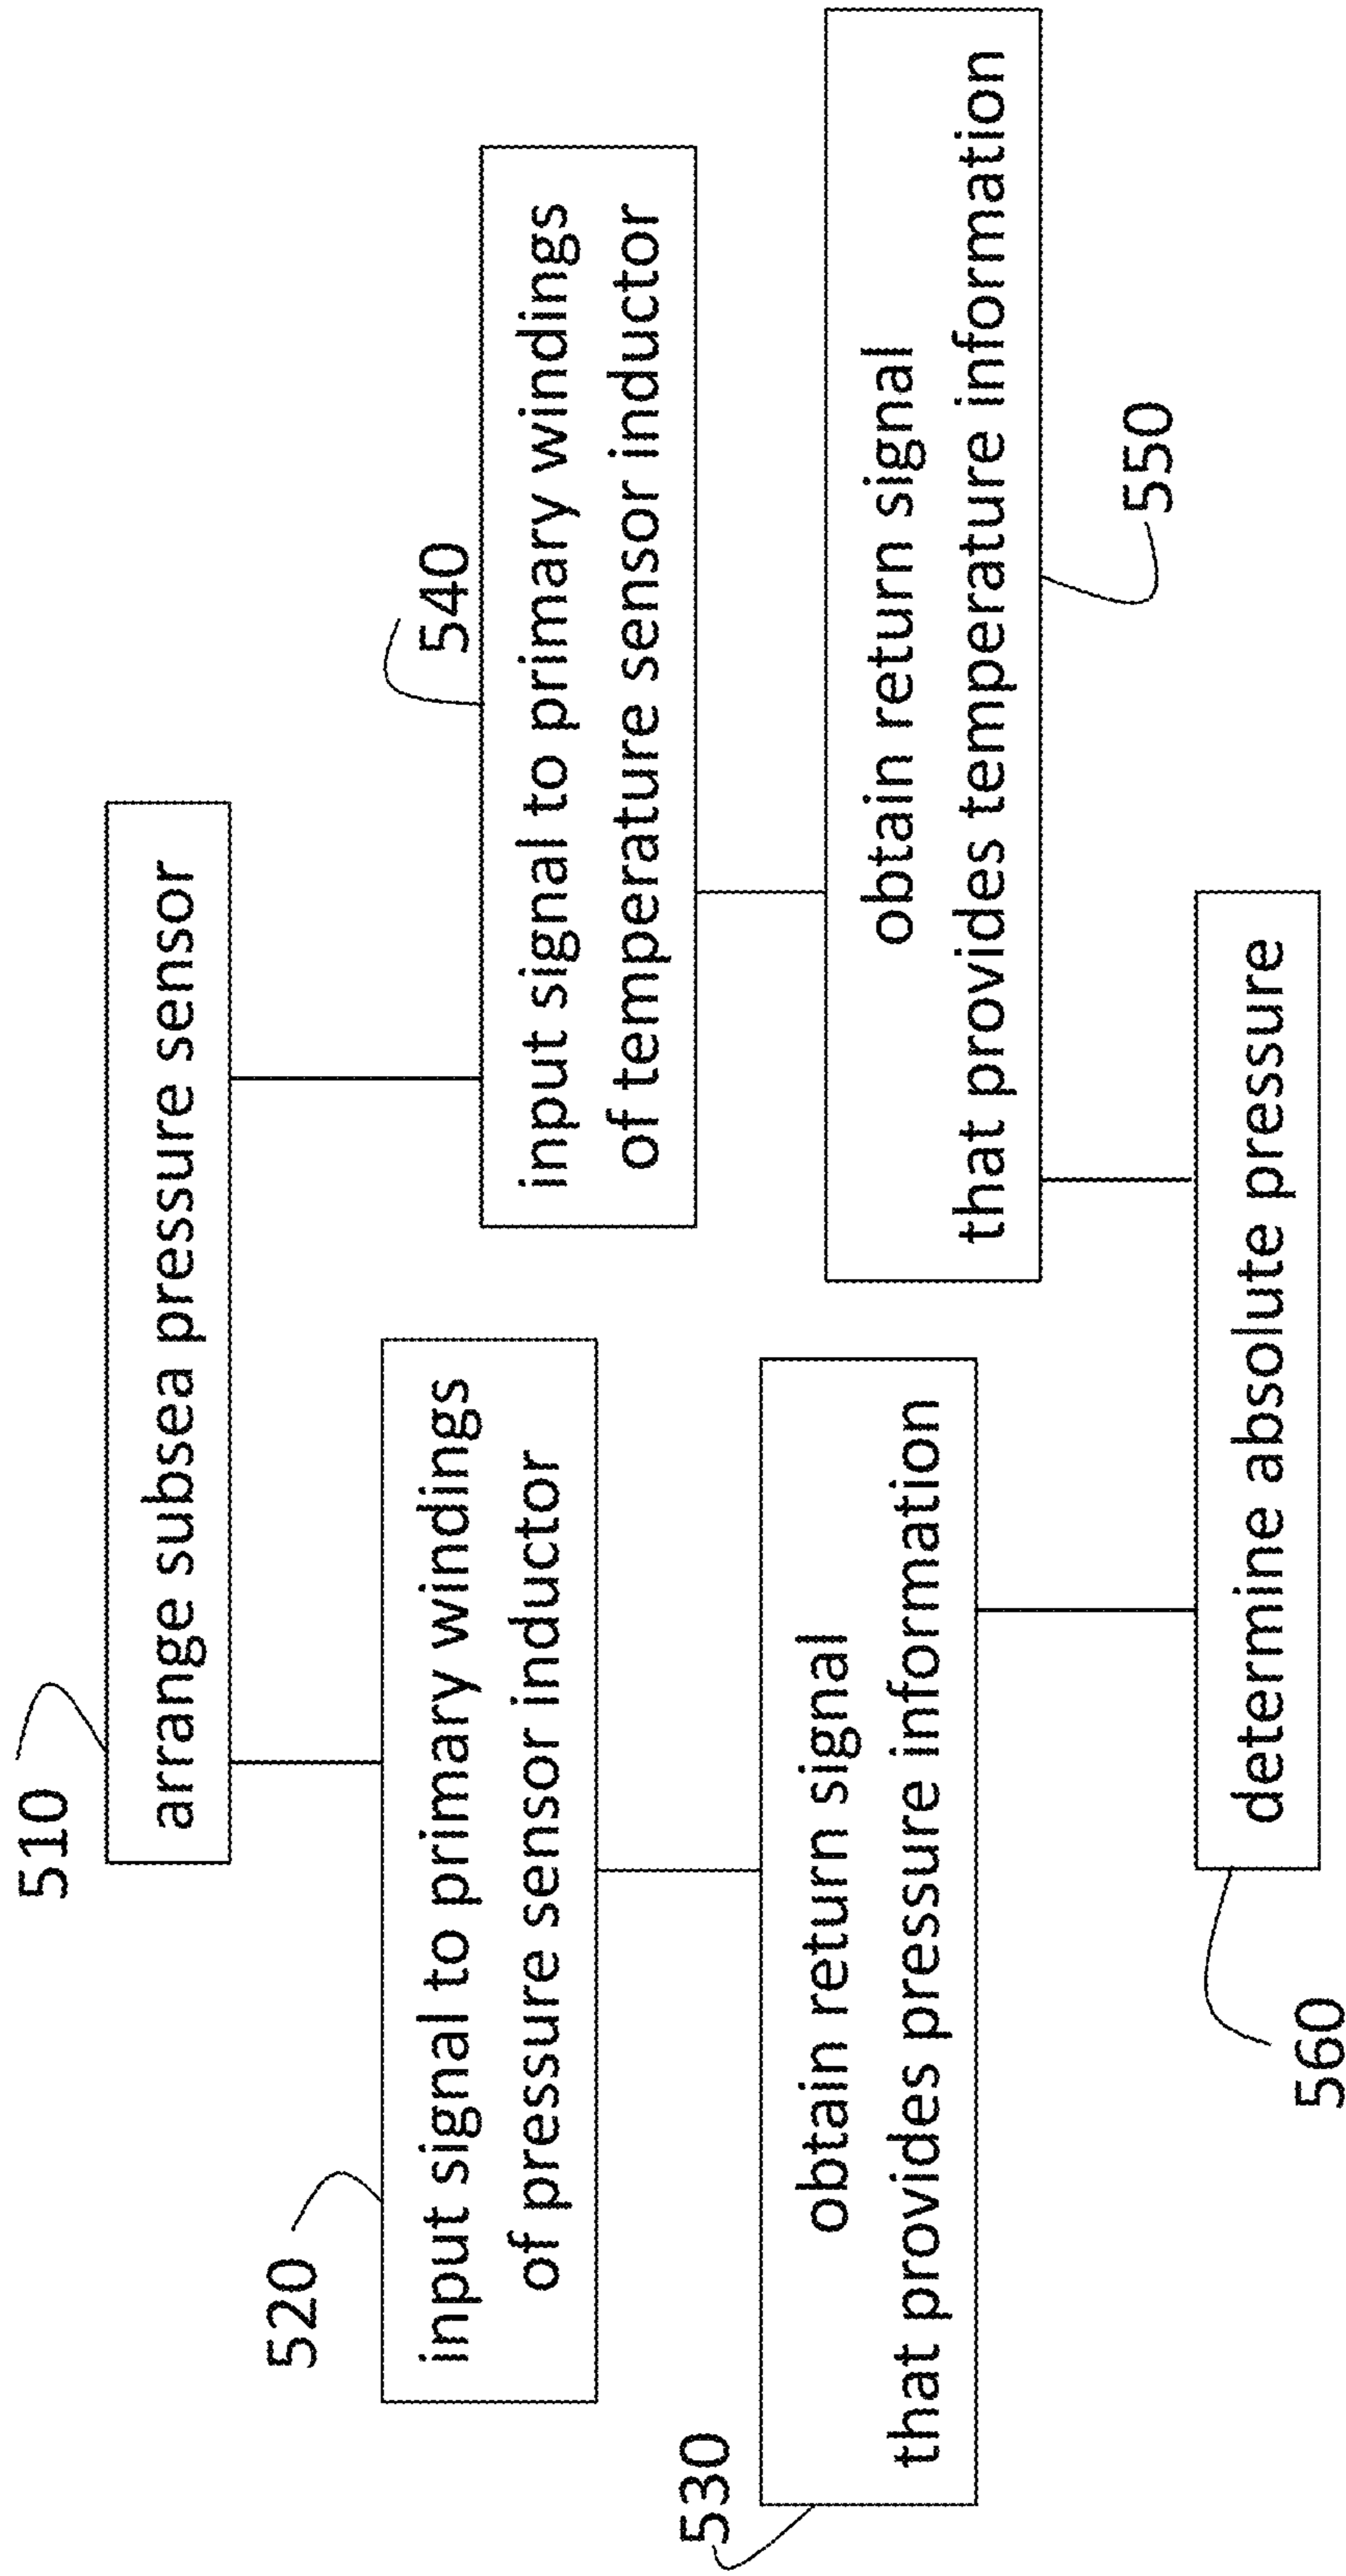 510
arrange subsea pressure sensor
520
input signal to primary windings
of pressure sensor inductor
530
obtain return signal
that provides pressure information
540
input signal to primary windings
of temperature sensor inductor
obtain return signal
that provides temperature information
550
determine absolute pressure
560